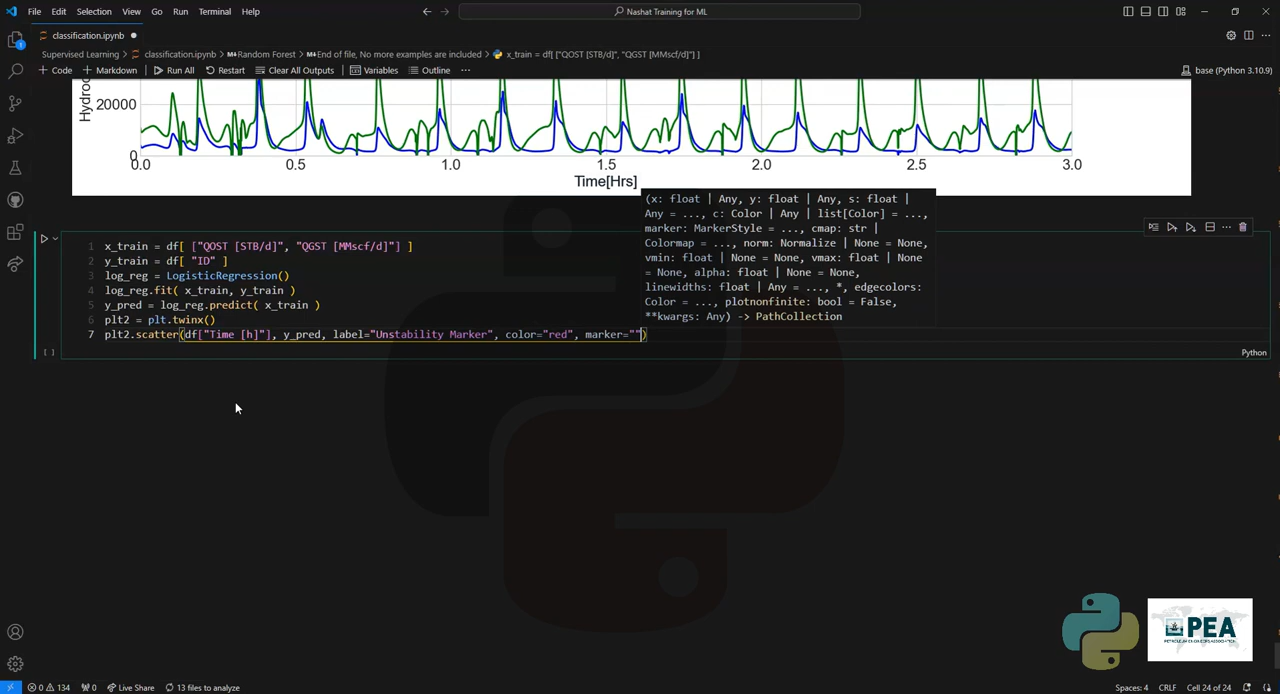 File Edit Selection View Go Run Terminal Help
Nashat Training for ML
classification.ipynb
Supervised Learning > classification.ipynb > Random Forest > End of file, No more examples are included > x_train = df[ ["QOST [STB/d]", "QGST [MMscf/d]"] ]
+ Code + Markdown Run All Restart Clear All Outputs Variables Outline ...
base (Python 3.10.9)
Hydroc
20000
0
0.0 0.5 1.0 1.5 2.0 2.5 3.0
Time[Hrs]
(x: float | Any, y: float | Any, s: float |
Any = ..., c: Color | Any | list[Color] = ...,
marker: MarkerStyle = ..., cmap: str |
Colormap = ..., norm: Normalize | None = None,
vmin: float | None = None, vmax: float | None
= None, alpha: float | None = None,
linewidths: float | Any = ..., *, edgecolors:
Color = ..., plotnonfinite: bool = False,
**kwargs: Any) -> PathCollection
1 x_train = df[ ["QOST [STB/d]", "QGST [MMscf/d]"] ]
2 y_train = df[ "ID" ]
3 log_reg = LogisticRegression()
4 log_reg.fit( x_train, y_train )
5 y_pred = log_reg.predict( x_train )
6 plt2 = plt.twinx()
7 plt2.scatter(df["Time [h]"], y_pred, label="Unstability Marker", color="red", marker="")
[ ]
Python
PEA
0 134 0 Live Share 13 files to analyze
Spaces: 4 CRLF Cell 24 of 24